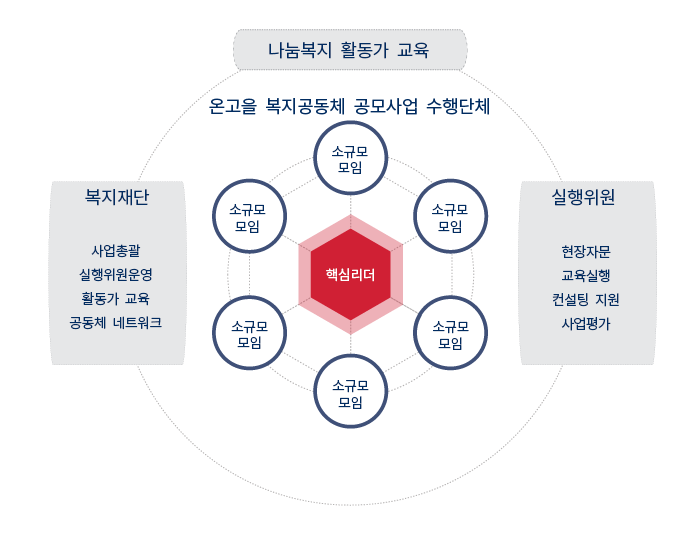 나눔복지 활동가 교육
온고을 복지공동체 공모사업 수행단체
소규모
모임
소규모
모임
소규모
모임
복지재단
사업총괄
실행위원운영
활동가 교육
공동체 네트워크
핵심리더
실행위원
현장자문
교육실행
컨설팅 지원
사업평가
소규모
모임
소규모
모임
소규모
모임